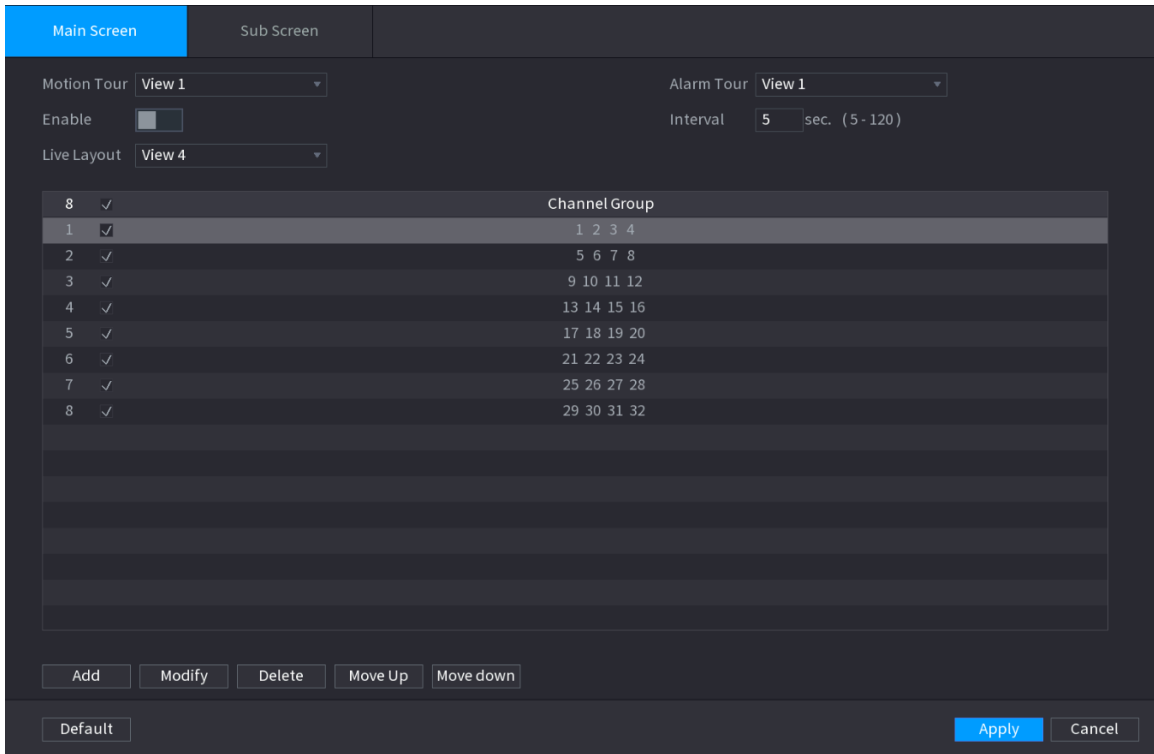 Main Screen Sub Screen
Motion Tour View 1 Alarm Tour View 1
Enable Interval 5 sec. (5-120)
Live Layout View 4
8 Channel Group
1 1 2 3 4
2 5 6 7 8
3 9 10 11 12
4 13 14 15 16
5 17 18 19 20
6 21 22 23 24
7 25 26 27 28
8 29 30 31 32
Add Modify Delete Move Up Move down
Default Apply Cancel